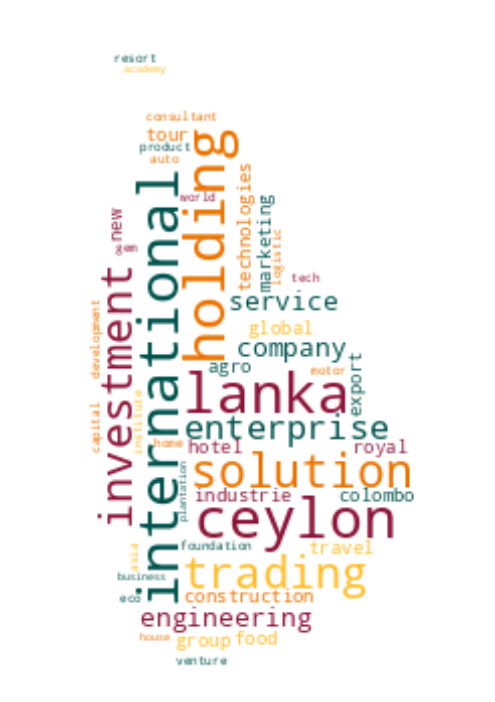 resort
academy
consultant
tour
product
auto
holding
international
world
technologies
marketing
logistic
new
gem
tech
investment
service
development
global
company
agro
motor
export
lanka
capital
institute
enterprise
home
hotel
royal
solution
plantation
industrie
colombo
ceylon
foundation
travel
asia
trading
business
eco
construction
engineering
house
group
food
venture